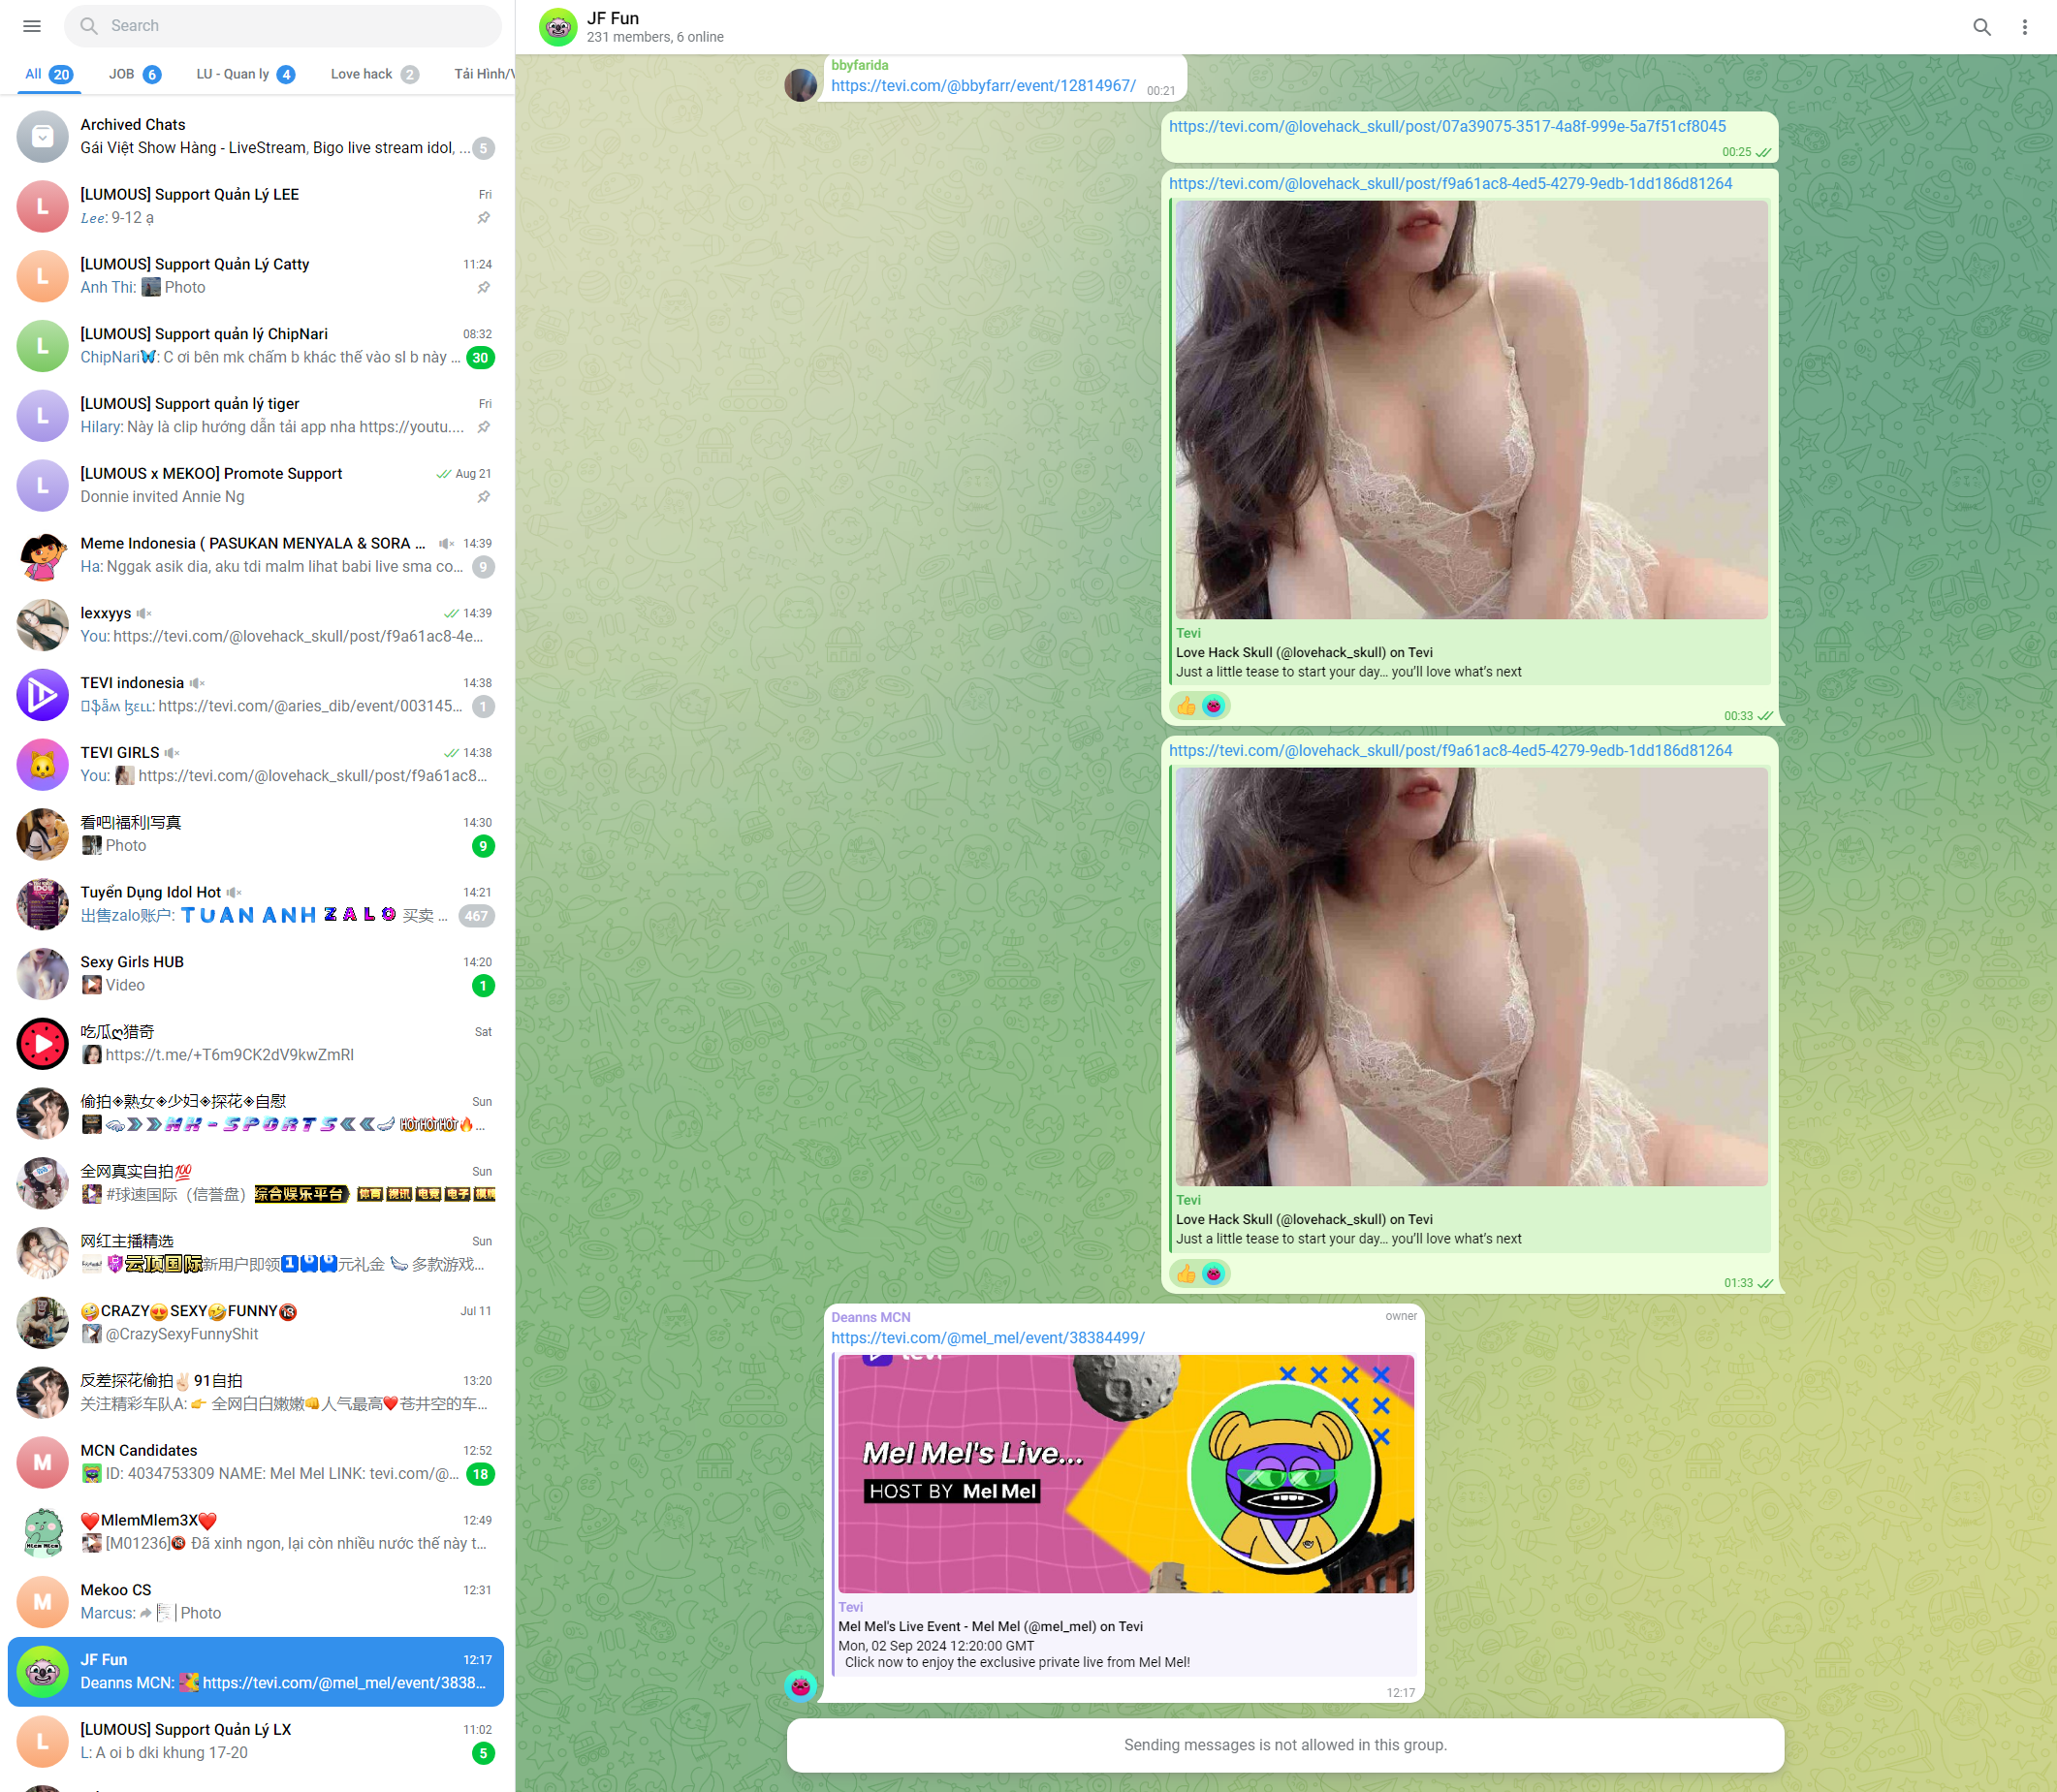 Search
All 20
JOB 6
LU - Quan ly 4
Love hack 2
Tải Hình/V
Archived Chats
Gái Việt Show Hàng - LiveStream, Bigo live stream idol, ... 5
[LUMOUS] Support Quản Lý LEE Fri
Lee: 9-12 ạ
[LUMOUS] Support Quản Lý Catty 11:24
Anh Thi: Photo
[LUMOUS] Support quản lý ChipNari 08:32
ChipNari🦋: C ơi bên mk chấm b khác thế vào sl b này ... 30
[LUMOUS] Support quản lý tiger Fri
Hilary: Này là clip hướng dẫn tải app nha https://youtu....
[LUMOUS x MEKOO] Promote Support Aug 21
Donnie invited Annie Ng
Meme Indonesia ( PASUKAN MENYALA & SORA ... 14:39
Ha: Nggak asik dia, aku tdi malm lihat babi live sma co... 9
lexxyys 14:39
You: https://tevi.com/@lovehack_skull/post/f9a61ac8-4e...
TEVI indonesia 14:38
https://tevi.com/@aries_dib/event/003145... 1
TEVI GIRLS 14:38
You: https://tevi.com/@lovehack_skull/post/f9a61ac8...
看吧|福利|写真 14:30
Photo 9
Tuyển Dụng Idol Hot 14:21
出售zalo账户: TUAN ANH ZALO 买卖 ... 467
Sexy Girls HUB 14:20
Video 1
吃瓜ღ猎奇 Sat
https://t.me/+T6m9CK2dV9kwZmRl
偷拍◈熟女◈少妇◈探花◈自慰 Sun
HK-SPORTS HOT HOT HOT🔥...
全网真实自拍💯 Sun
#球速国际（信誉盘）综合娱乐平台 体育 视讯 电竞 电子
网红主播精选 Sun
云顶国际新用户即领166元礼金 多款游戏...
🤪CRAZY😍SEXY🤣FUNNY🔞 Jul 11
@CrazySexyFunnyShit
反差探花偷拍✌🏻91自拍 13:20
关注精彩车队A: 👉 全网白白嫩嫩👊人气最高❤️苍井空的车...
MCN Candidates 12:52
ID: 4034753309 NAME: Mel Mel LINK: tevi.com/@... 18
❤️MlemMlem3X❤️ 12:49
[M01236]🔞 Đã xinh ngon, lại còn nhiều nước thế này t...
Mekoo CS 12:31
Marcus: Photo
JF Fun 12:17
Deanns MCN: https://tevi.com/@mel_mel/event/3838...
[LUMOUS] Support Quản Lý LX 11:02
L: A oi b dki khung 17-20 5
JF Fun
231 members, 6 online
bbyfarida
https://tevi.com/@bbyfarr/event/12814967/ 00:21
https://tevi.com/@lovehack_skull/post/07a39075-3517-4a8f-999e-5a7f51cf8045
00:25
https://tevi.com/@lovehack_skull/post/f9a61ac8-4ed5-4279-9edb-1dd186d81264
Tevi
Love Hack Skull (@lovehack_skull) on Tevi
Just a little tease to start your day… you’ll love what’s next
00:33
https://tevi.com/@lovehack_skull/post/f9a61ac8-4ed5-4279-9edb-1dd186d81264
Tevi
Love Hack Skull (@lovehack_skull) on Tevi
Just a little tease to start your day… you’ll love what’s next
01:33
Deanns MCN owner
https://tevi.com/@mel_mel/event/38384499/
tevi
Mel Mel's Live...
HOST BY Mel Mel
Tevi
Mel Mel's Live Event - Mel Mel (@mel_mel) on Tevi
Mon, 02 Sep 2024 12:20:00 GMT
Click now to enjoy the exclusive private live from Mel Mel!
12:17
Sending messages is not allowed in this group.